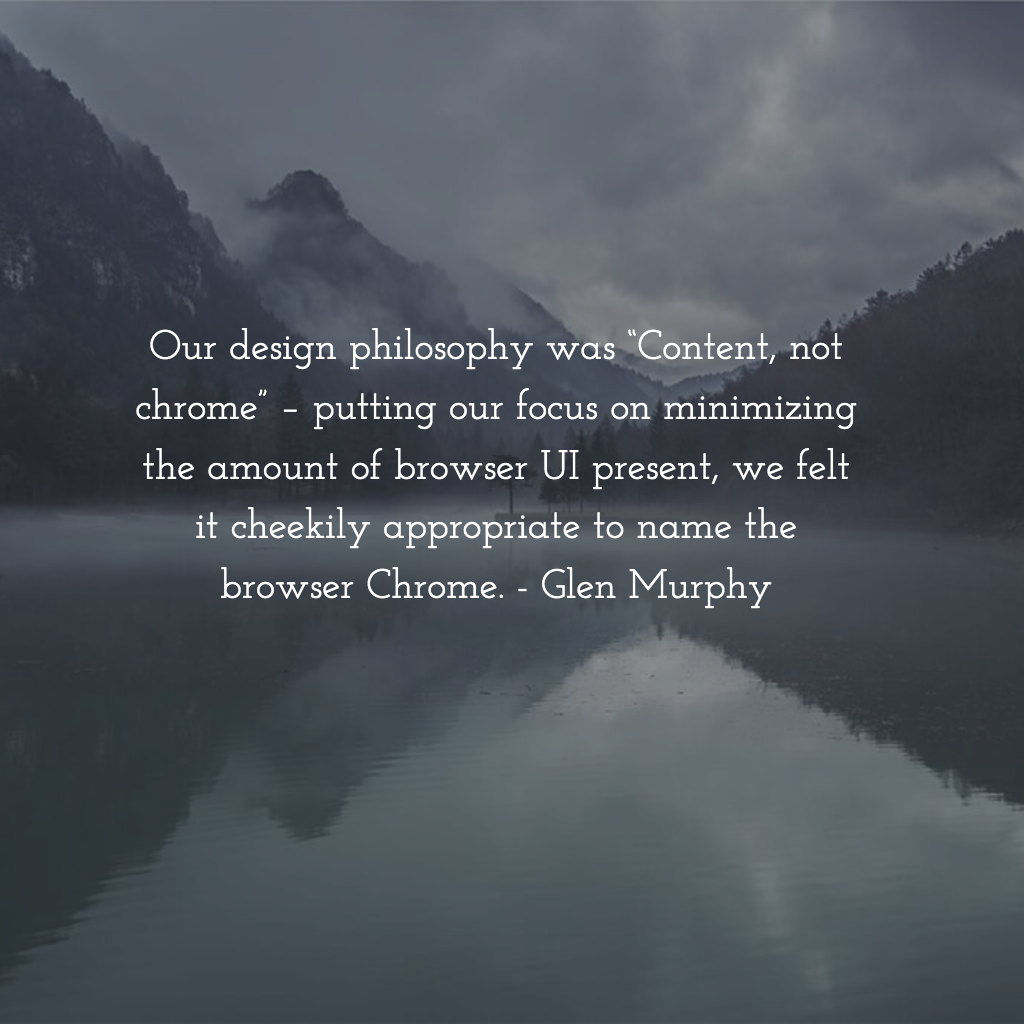 Our design philosophy was “Content, not
chrome” – putting our focus on minimizing
the amount of browser UI present, we felt
it cheekily appropriate to name the
browser Chrome. - Glen Murphy